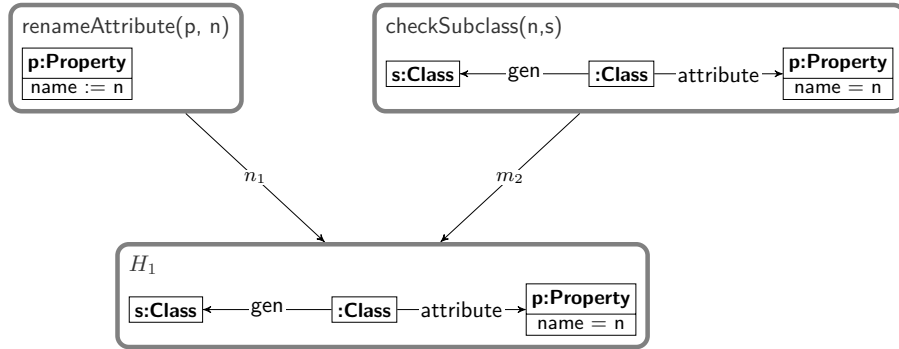 renameAttribute(p, n)
p:Property
name := n
checkSubclass(n,s)
s:Class gen :Class attribute p:Property
name = n
n1
m2
H1
s:Class gen :Class attribute p:Property
name = n